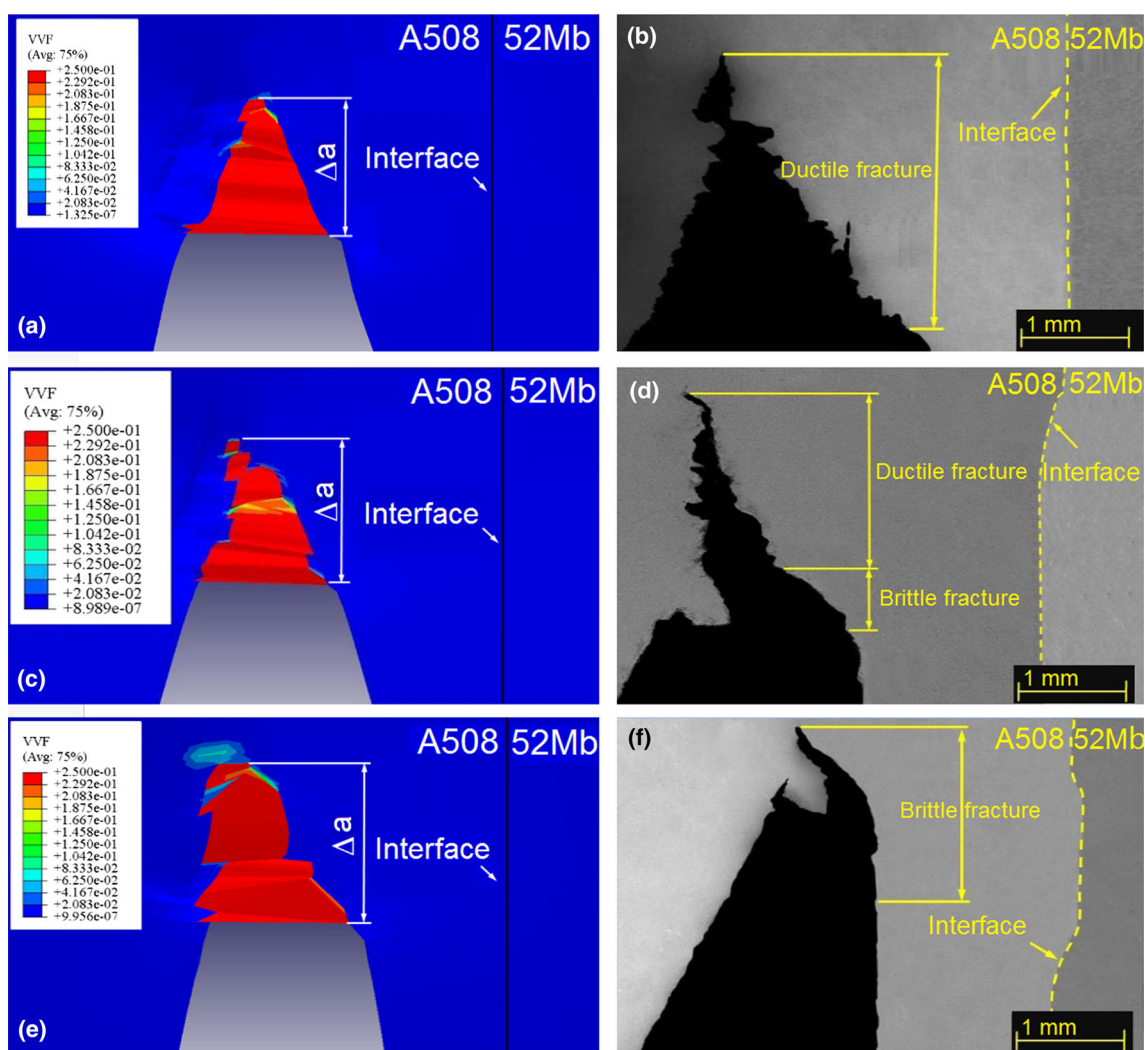 VVF
(Avg: 75%)
+2.500e-01
+2.292e-01
+2.083e-01
+1.875e-01
+1.667e-01
+1.458e-01
+1.250e-01
+1.042e-01
+8.333e-02
+6.250e-02
+4.167e-02
+2.083e-02
+1.325e-07
A508 52Mb
Δa
Interface
(a)
(b)
A508 52Mb
Interface
Ductile fracture
1 mm
VVF
(Avg: 75%)
+2.500e-01
+2.292e-01
+2.083e-01
+1.875e-01
+1.667e-01
+1.458e-01
+1.250e-01
+1.042e-01
+8.333e-02
+6.250e-02
+4.167e-02
+2.083e-02
+8.989e-07
A508 52Mb
Δa
Interface
(c)
(d)
A508 52Mb
Ductile fracture
Interface
Brittle fracture
1 mm
VVF
(Avg: 75%)
+2.500e-01
+2.292e-01
+2.083e-01
+1.875e-01
+1.667e-01
+1.458e-01
+1.250e-01
+1.042e-01
+8.333e-02
+6.250e-02
+4.167e-02
+2.083e-02
+9.956e-07
A508 52Mb
Δa
Interface
(e)
(f)
A508 52Mb
Brittle fracture
Interface
1 mm